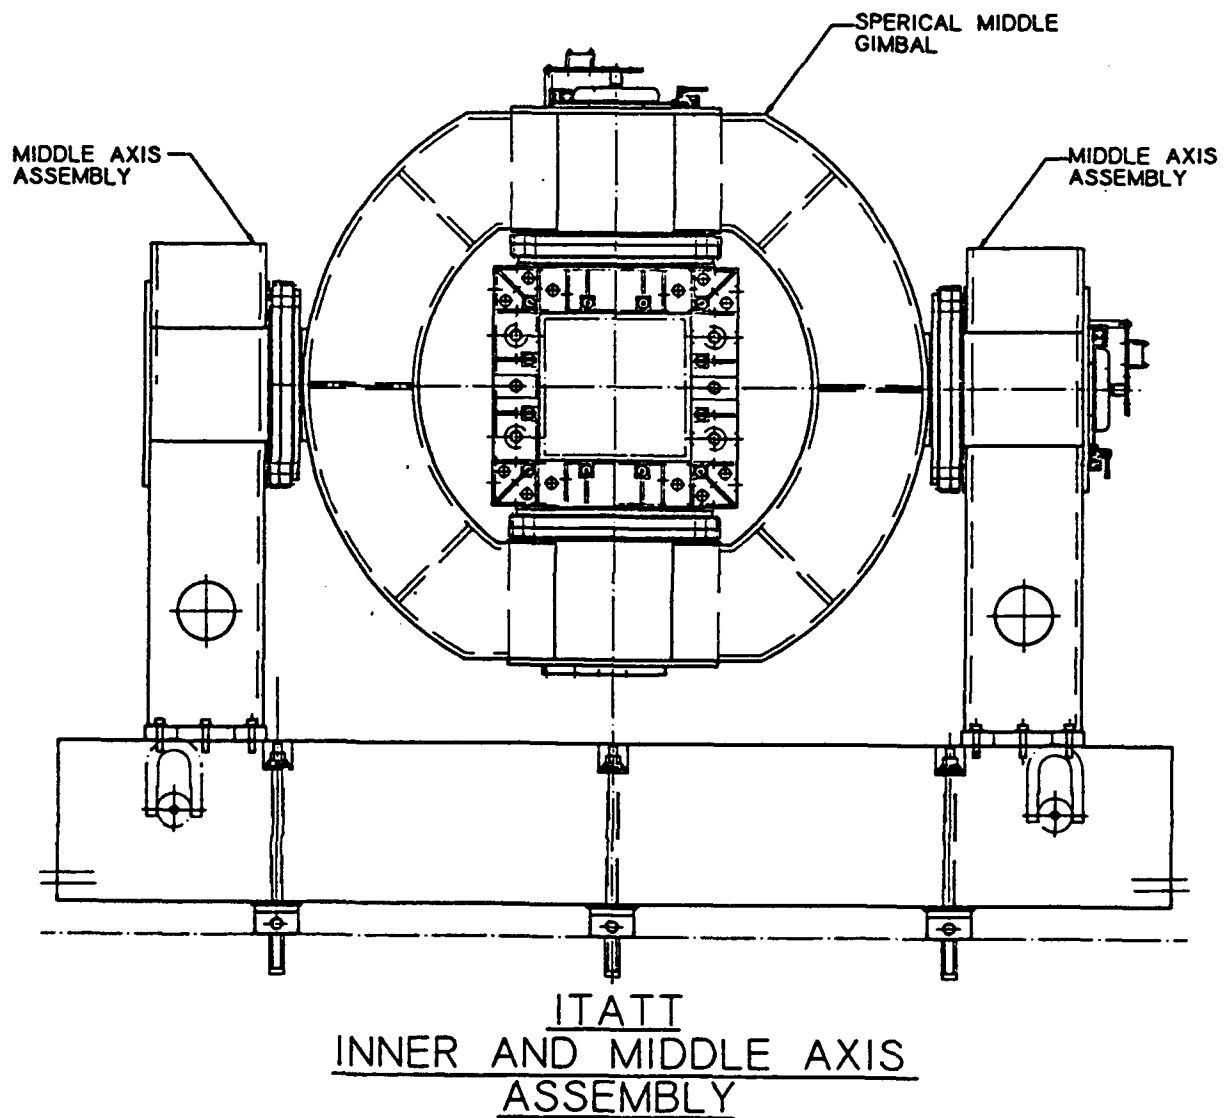 SPERICAL MIDDLE
GIMBAL
MIDDLE AXIS
ASSEMBLY
MIDDLE AXIS
ASSEMBLY
ITATT
INNER AND MIDDLE AXIS
ASSEMBLY